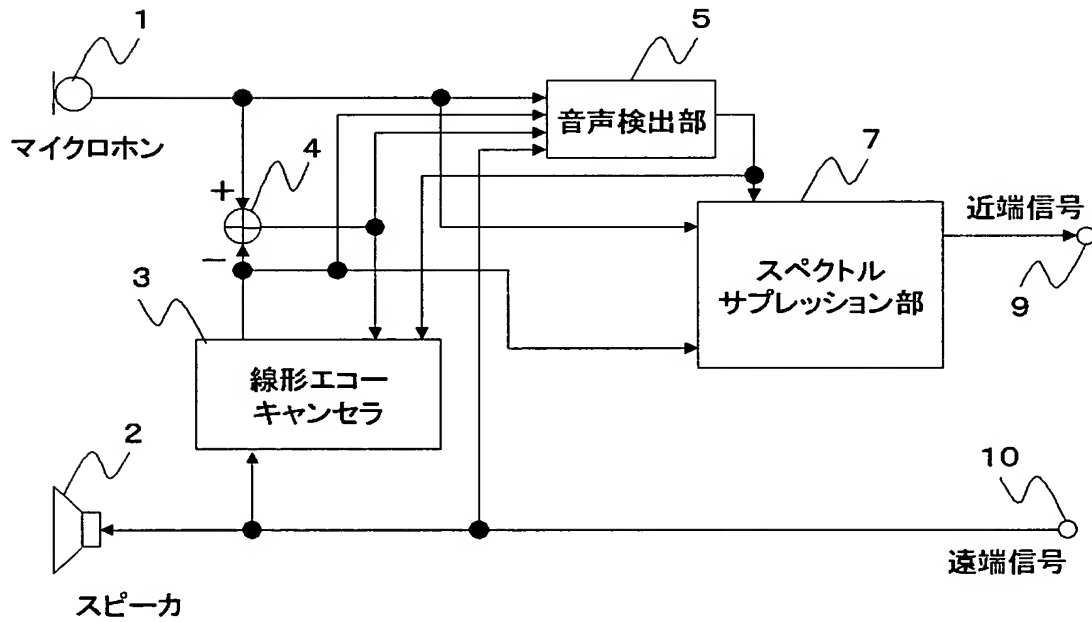 1
5
マイクロホン
音声検出部
4
7
+
近端信号
-
3
スペクトル
サプレッション部
9
線形エコー
キャンセラ
2
10
遠端信号
スピーカ